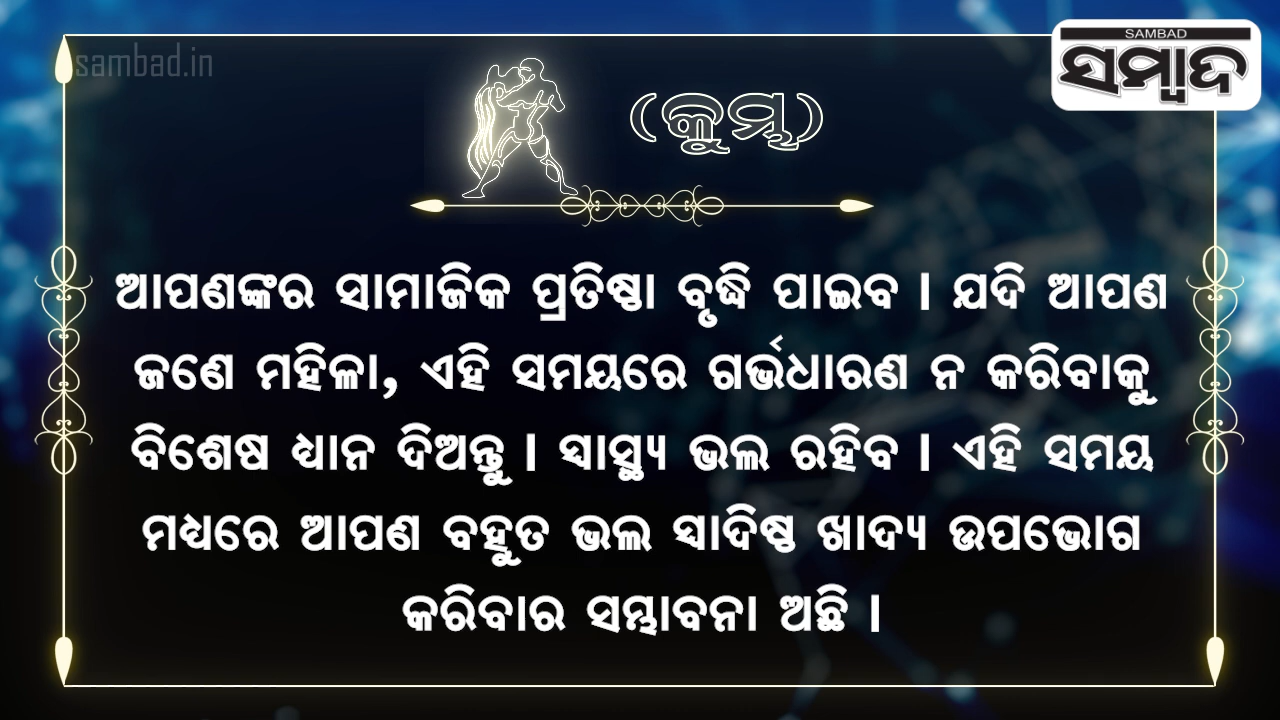 sambad.in
SAMBAD
ସମ୍ବାଦ
(କୁମ୍ଭ)
ଆପଣଙ୍କର ସାମାଜିକ ପ୍ରତିଷ୍ଠା ବୃଦ୍ଧି ପାଇବ । ଯଦି ଆପଣ
ଜଣେ ମହିଳା, ଏହି ସମୟରେ ଗର୍ଭଧାରଣ ନ କରିବାକୁ
ବିଶେଷ ଧ୍ୟାନ ଦିଅନ୍ତୁ । ସ୍ୱାସ୍ଥ୍ୟ ଭଲ ରହିବ । ଏହି ସମୟ
ମଧ୍ୟରେ ଆପଣ ବହୁତ ଭଲ ସ୍ୱାଦିଷ୍ଟ ଖାଦ୍ୟ ଉପଭୋଗ
କରିବାର ସମ୍ଭାବନା ଅଛି ।